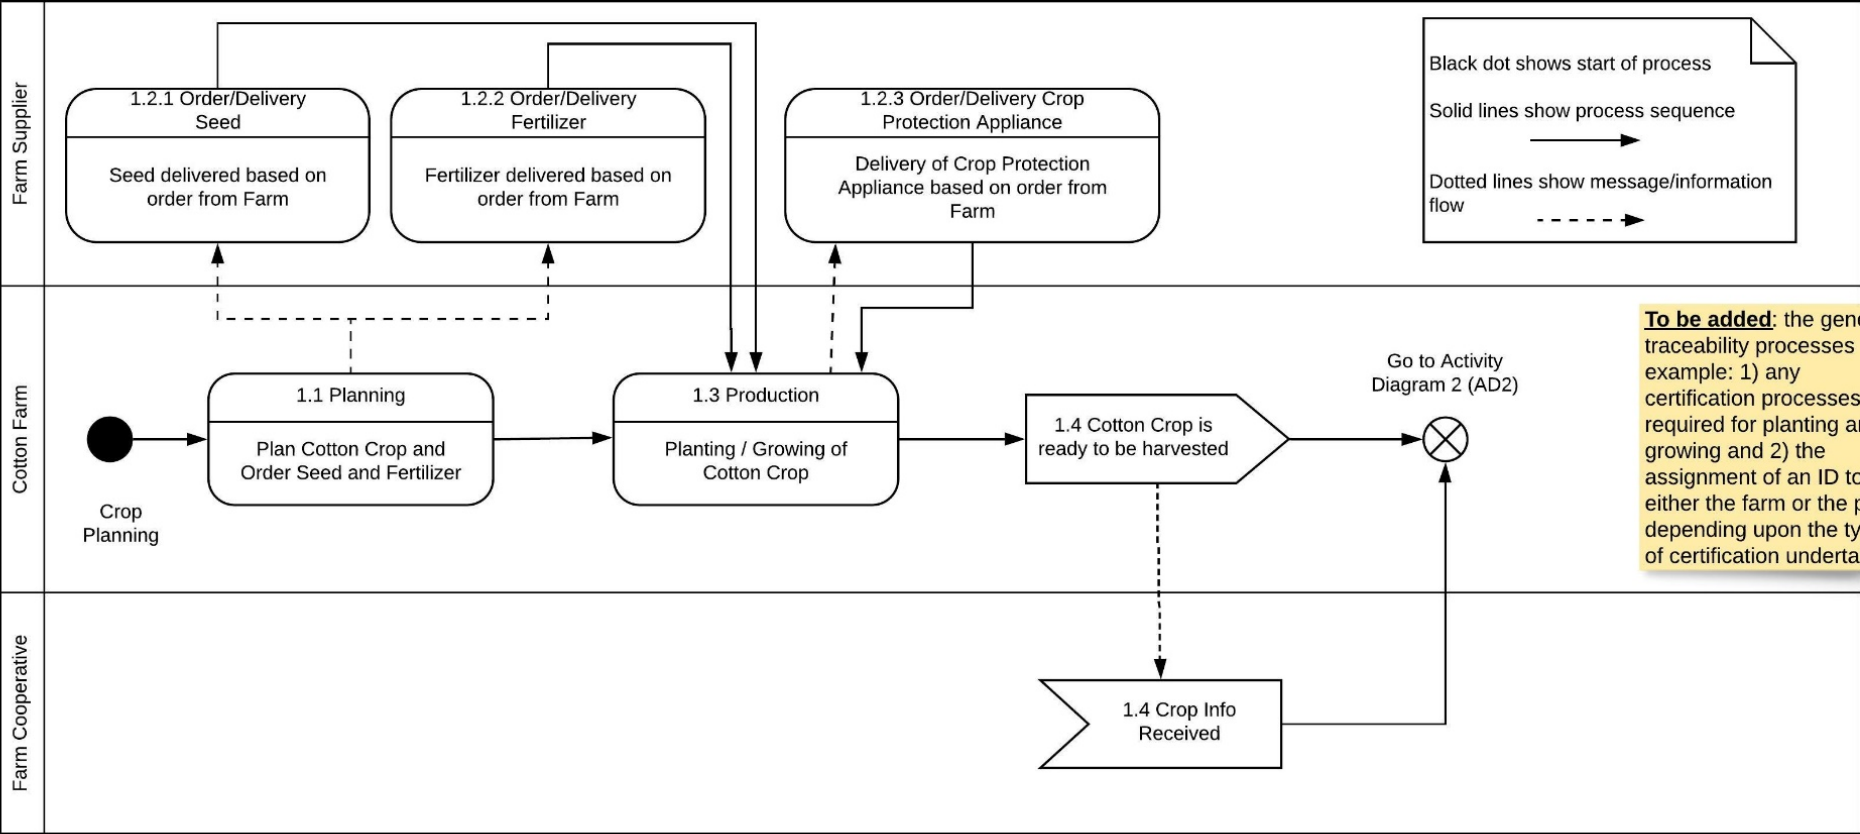 Farm Supplier
1.2.1 Order/Delivery
Seed
Seed delivered based on
order from Farm
1.2.2 Order/Delivery
Fertilizer
Fertilizer delivered based on
order from Farm
1.2.3 Order/Delivery Crop
Protection Appliance
Delivery of Crop Protection
Appliance based on order from
Farm
Black dot shows start of process
Solid lines show process sequence
Dotted lines show message/information
flow
Cotton Farm
Crop
Planning
1.1 Planning
Plan Cotton Crop and
Order Seed and Fertilizer
1.3 Production
Planting / Growing of
Cotton Crop
1.4 Cotton Crop is
ready to be harvested
Go to Activity
Diagram 2 (AD2)
To be added: the
traceability processes
example: 1) any
certification processes
required for planting
growing and 2) the
assignment of an ID to
either the farm or the
depending upon the
of certification
Farm Cooperative
1.4 Crop Info
Received